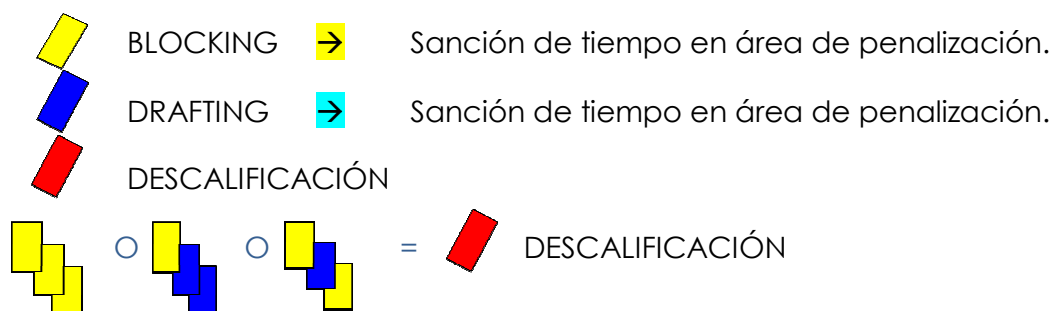 BLOCKING → Sanción de tiempo en área de penalización.
DRAFTING → Sanción de tiempo en área de penalización.
DESCALIFICACIÓN
O O = DESCALIFICACIÓN